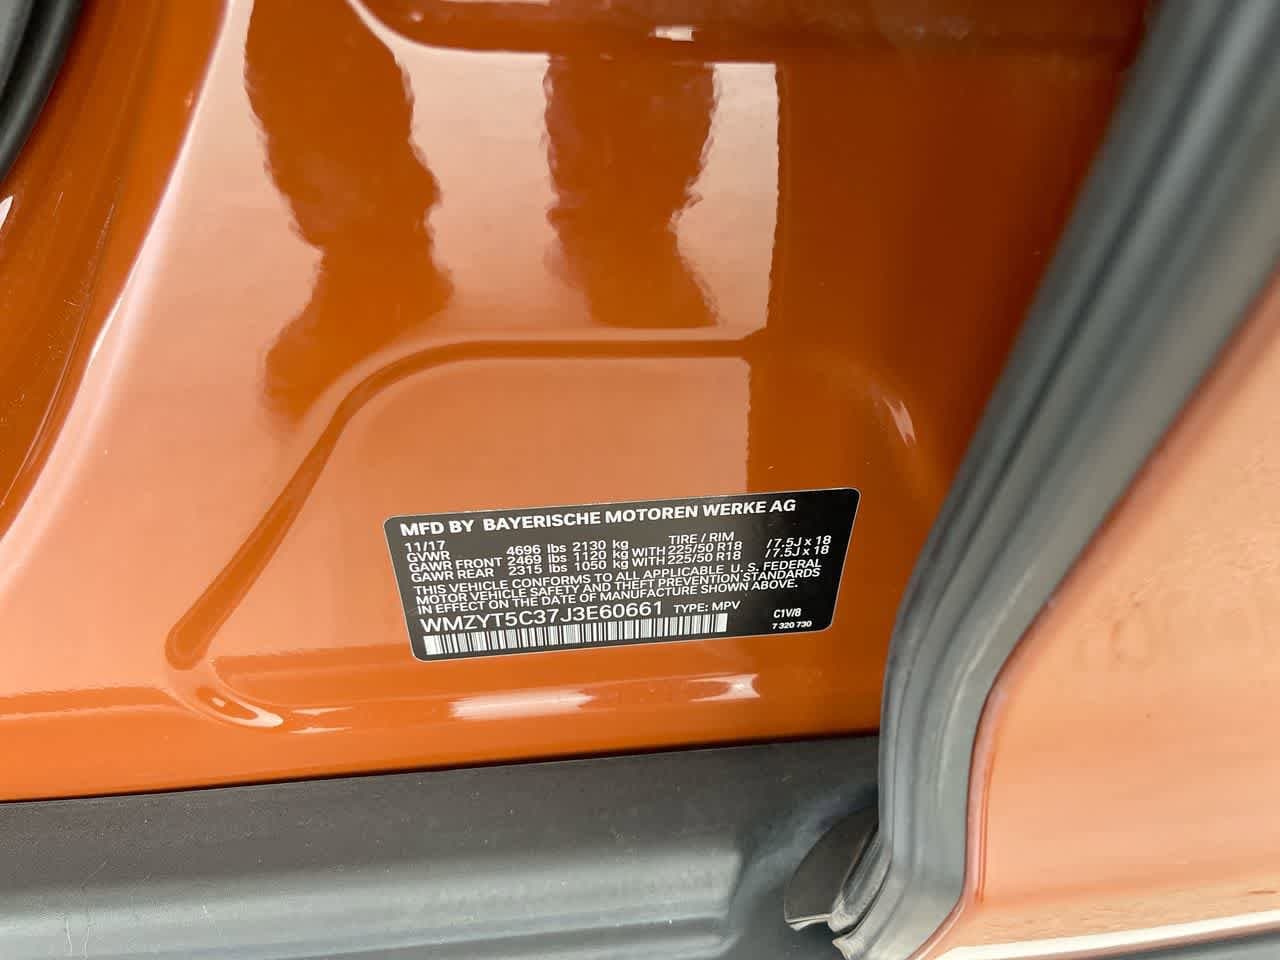 MFD BY BAYERISCHE MOTOREN WERKE AG
11/17 TIRE / RIM
GVWR 4696 lbs 2130 kg
GAWR FRONT 2469 lbs 1120 kg WITH 225/50 R18 / 7.5J x 18
GAWR REAR 2315 lbs 1050 kg WITH 225/50 R18 / 7.5J x 18
THIS VEHICLE CONFORMS TO ALL APPLICABLE U. S. FEDERAL
MOTOR VEHICLE SAFETY AND THEFT PREVENTION STANDARDS
IN EFFECT ON THE DATE OF MANUFACTURE SHOWN ABOVE.
WMZYT5C37J3E60661 TYPE: MPV C1V/8
7 320 730